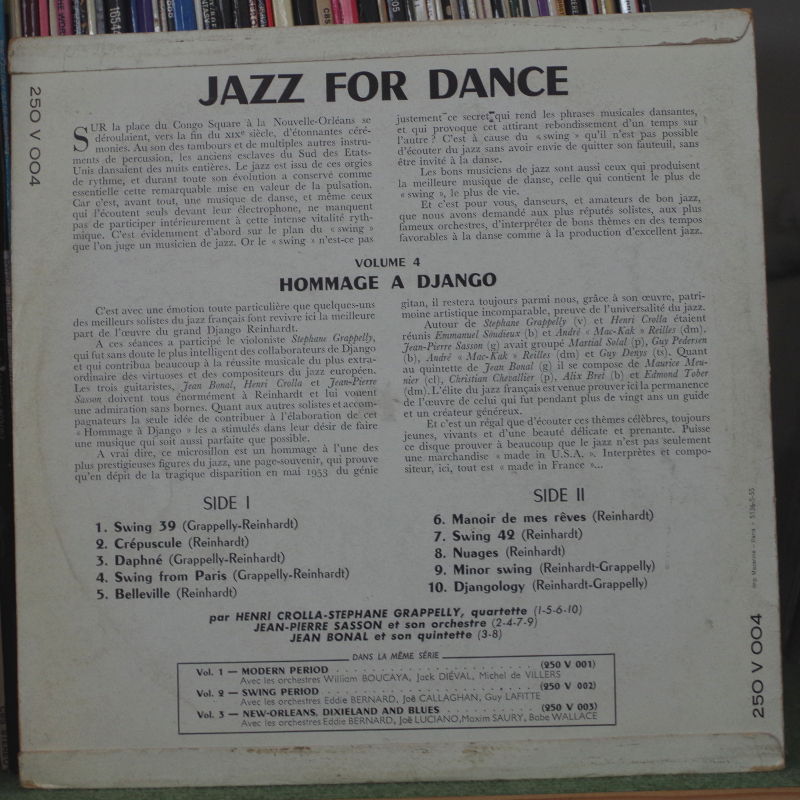 JAZZ FOR DANCE
250 V 004
SUR la place du Congo Square à la Nouvelle-Orléans se
déroulaient, vers la fin du XIXe siècle, d'étonnantes céré-
monies. Au son des tambours et de multiples autres instru-
ments de percussion, les anciens esclaves du Sud des Etats-
Unis dansaient des nuits entières. Le jazz est issu de ces orgies
de rythme, et durant toute son évolution a conservé comme
essentielle cette remarquable mise en valeur de la pulsation.
Car c'est, avant tout, une musique de danse, et même ceux
qui l'écoutent seuls devant leur électrophone, ne manquent
pas de participer intérieurement à cette intense vitalité ryth-
mique. C'est évidemment d'abord sur le plan du « swing »
que l'on juge un musicien de jazz. Or le « swing » n'est-ce pas
justement ce secret qui rend les phrases musicales dansantes,
et qui provoque cet attirant rebondissement d'un temps sur
l'autre ? C'est à cause du « swing » qu'il n'est pas possible
d'écouter du jazz sans avoir envie de quitter son fauteuil, sans
être invité à la danse.
Les bons musiciens de jazz sont aussi ceux qui produisent
la meilleure musique de danse, celle qui contient le plus de
« swing », le plus de vie.
Et c'est pour vous, danseurs, et amateurs de bon jazz,
que nous avons demandé aux plus réputés solistes, aux plus
fameux orchestres, d'interpréter de bons thèmes en des tempos
favorables à la danse comme à la production d'excellent jazz.
VOLUME 4
HOMMAGE A DJANGO
C'est avec une émotion toute particulière que quelques-uns
des meilleurs solistes du jazz français font revivre ici la meilleure
part de l'œuvre du grand Django Reinhardt.
A ces séances a participé le violoniste Stephane Grappelly,
qui fut sans doute le plus intelligent des collaborateurs de Django
et qui contribua beaucoup à la réussite musicale du plus extra-
ordinaire des virtuoses et des compositeurs du jazz européen.
Les trois guitaristes, Jean Bonal, Henri Crolla et Jean-Pierre
Sasson doivent tous énormément à Reinhardt et lui vouent
une admiration sans bornes. Quant aux autres solistes et accom-
pagnateurs la seule idée de contribuer à l'élaboration de cet
« Hommage à Django » les a stimulés dans leur désir de faire
une musique qui soit aussi parfaite que possible.
A vrai dire, ce microsillon est un hommage à l'une des
plus prestigieuses figures du jazz, une page-souvenir, qui prouve
qu'en dépit de la tragique disparition en mai 1953 du génie
gitan, il restera toujours parmi nous, grâce à son œuvre, patri-
moine artistique incomparable, preuve de l'universalité du jazz.
Autour de Stephane Grappelly (v) et Henri Crolla étaient
réunis Emmanuel Soudieux (b) et André « Mac-Kak » Reilles (dm).
Jean-Pierre Sasson (g) avait groupé Martial Solal (p), Guy Pedersen
(b), André « Mac-Kak » Reilles (dm) et Guy Denys (ts). Quant
au quintette de Jean Bonal (g) il se compose de Maurice Meu-
nier (cl), Christian Chevallier (p), Alix Bret (b) et Edmond Tober
(dm). L'élite du jazz français est venue prouver ici la permanence
de l'œuvre de celui qui fut pendant plus de vingt ans un guide
et un créateur généreux.
Et c'est un régal que d'écouter ces thèmes célèbres, toujours
jeunes, vivants et d'une beauté délicate et prenante. Puisse
ce disque prouver à beaucoup que le jazz n'est pas seulement
une marchandise « made in U.S.A. ». Interprètes et compo-
siteur, ici, tout est « made in France »...
SIDE I
1. Swing 39 (Grappelly-Reinhardt)
2. Crépuscule (Reinhardt)
3. Daphné (Reinhardt)
4. Swing from Paris (Grappelly-Reinhardt)
5. Belleville (Reinhardt)
SIDE II
6. Manoir de mes rêves (Reinhardt)
7. Swing 42 (Reinhardt)
8. Nuages (Reinhardt)
9. Minor swing (Reinhardt-Grappelly)
10. Djangology (Reinhardt-Grappelly)
par HENRI CROLLA-STEPHANE GRAPPELLY, quartette (1-5-6-10)
JEAN-PIERRE SASSON et son orchestre (2-4-7-9)
JEAN BONAL et son quintette (3-8)
DANS LA MÊME SÉRIE
Vol. 1 — MODERN PERIOD . . . . . . . . . . (250 V 001)
Avec les orchestres William BOUCAYA, Jack DIÉVAL, Michel de VILLERS
Vol. 2 — SWING PERIOD . . . . . . . . . . (250 V 002)
Avec les orchestres Eddie BERNARD, Joë CALLAGHAN, Guy LAFITTE
Vol. 3 — NEW-ORLEANS, DIXIELAND AND BLUES . . . . (250 V 003)
Avec les orchestres Eddie BERNARD, Joë LUCIANO, Maxim SAURY, Babe WALLACE
Imp. Mazarine - Paris
250 V 004